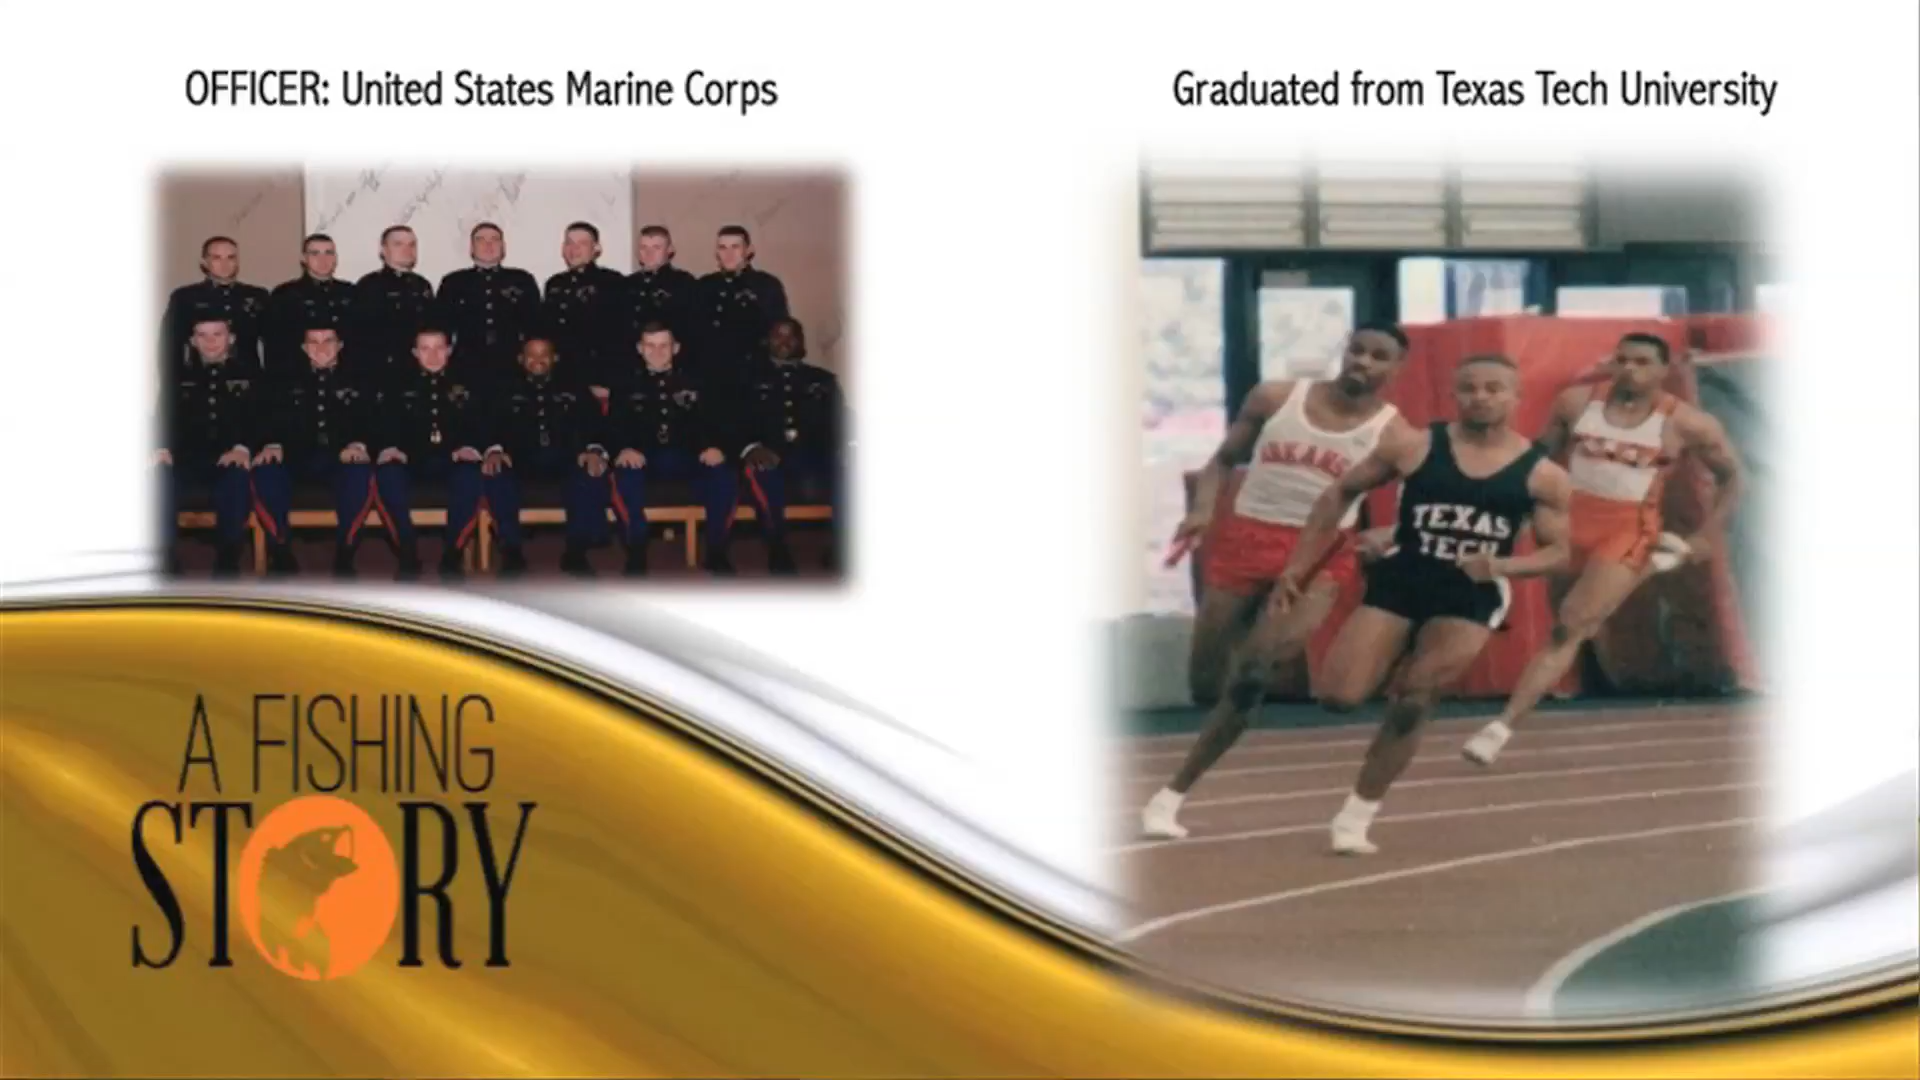 OFFICER: United States Marine Corps
Graduated from Texas Tech University
TEXAS
TECH
A FISHING
STORY